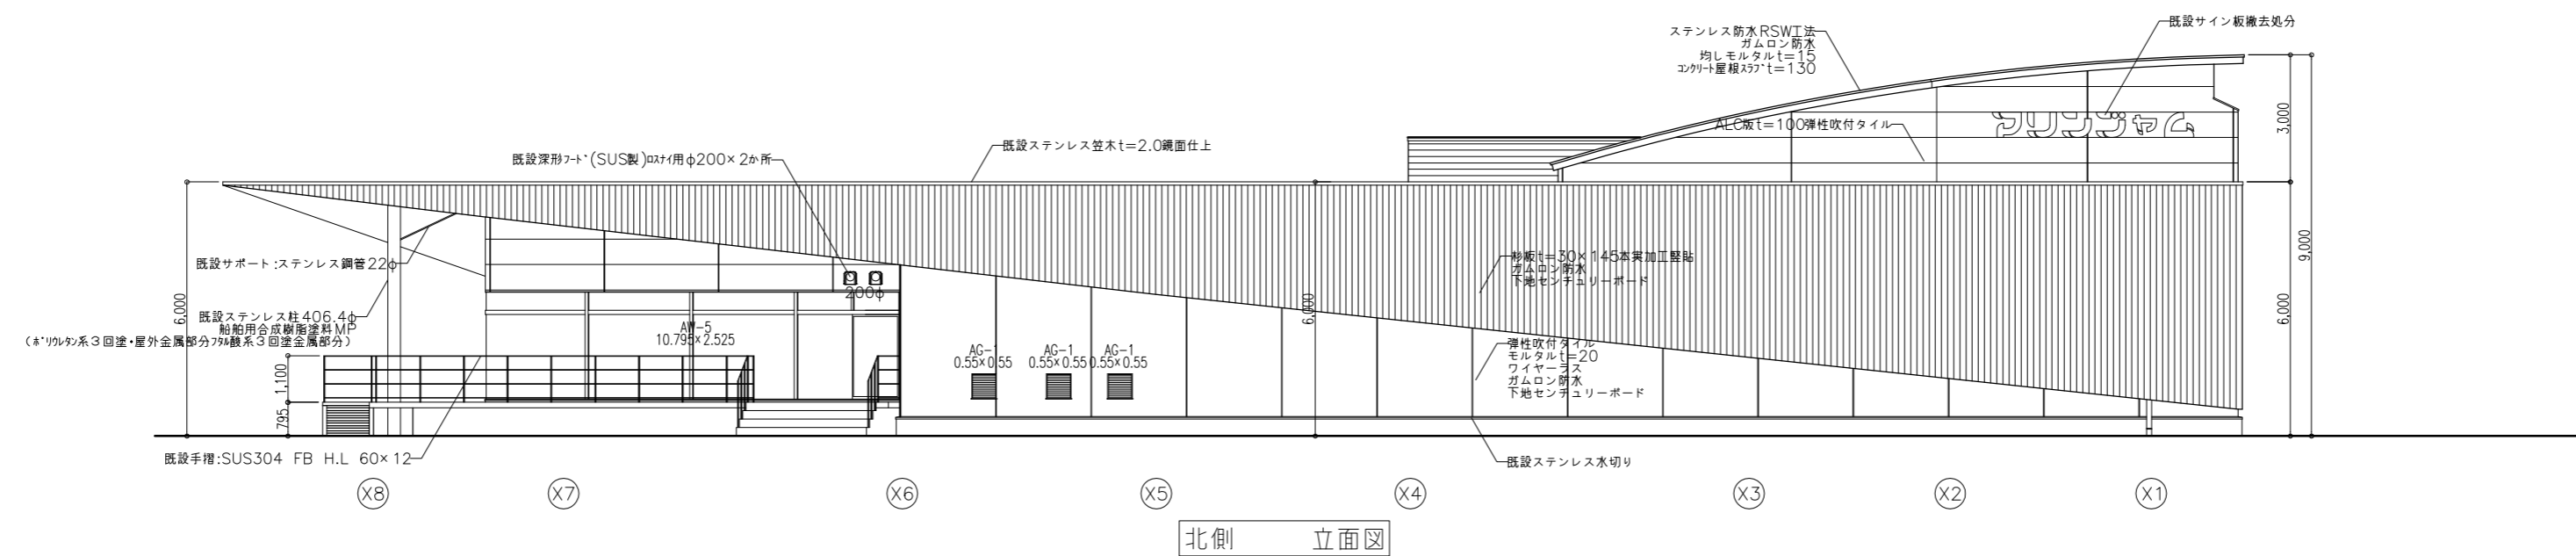 既設サイン板撤去処分
ステンレス防水RSW工法
ガムロン防水
均しモルタルt=15
コンクリート屋根スラブt=130
マリンジャム
ALC版t=100弾性吹付タイル
3,000
既設ステンレス笠木t=2.0鏡面仕上
既設深形フード(SUS製)ロスナイ用φ200×2か所
9,000
杉板t=30×145本実加工竪貼
ガムロン防水
下地センチュリーボード
既設サポート:ステンレス鋼管22φ
200φ
6,000
6,000
6,000
既設ステンレス柱406.4φ
船舶用合成樹脂塗料MP
(ポリウレタン系3回塗・屋外金属部分フタル酸系3回塗金属部分)
AW-5
10.795×2.525
AG-1
0.55×0.55
AG-1
0.55×0.55
AG-1
0.55×0.55
弾性吹付タイル
モルタルt=20
ワイヤーラス
ガムロン防水
下地センチュリーボード
1,100
795
既設手摺:SUS304 FB H.L 60×12
既設ステンレス水切り
X8
X7
X6
X5
X4
X3
X2
X1
北側 立面図